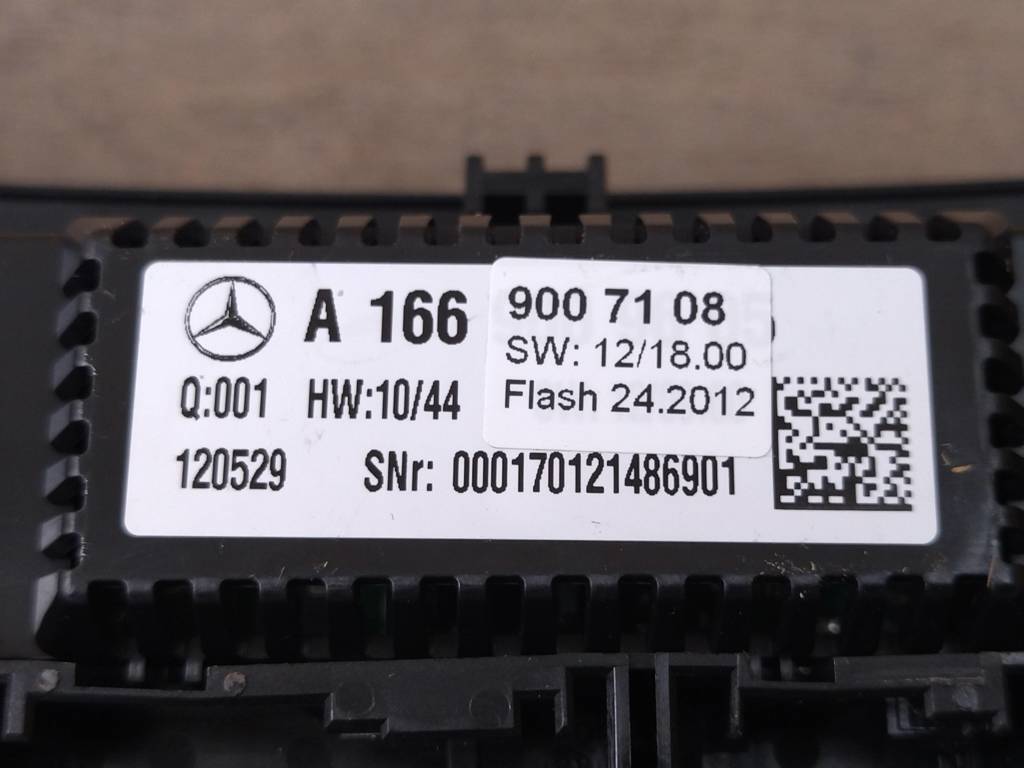 A 166 900 71 08
SW: 12/18.00
Q:001 HW:10/44 Flash 24.2012
120529 SNr: 000170121486901